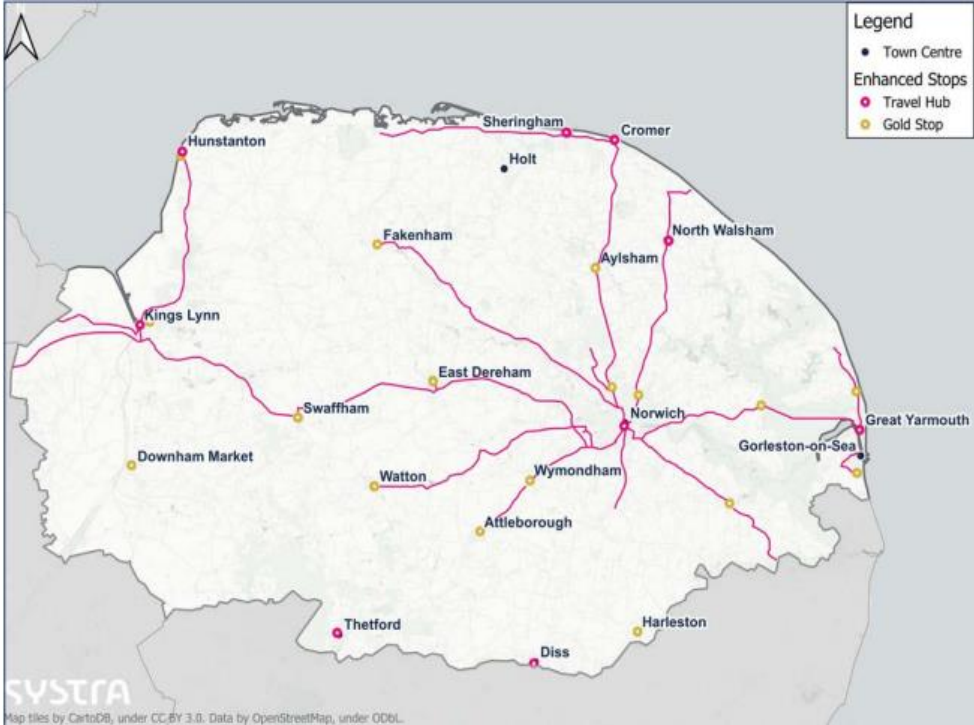 N
Legend
Town Centre
Enhanced Stops
Travel Hub
Gold Stop
Sheringham
Cromer
Hunstanton
Holt
Fakenham
North Walsham
Aylsham
Kings Lynn
East Dereham
Swaffham
Norwich
Great Yarmouth
Gorleston-on-Sea
Downham Market
Watton
Wymondham
Attleborough
Thetford
Harleston
Diss
SYSTRA
Map tiles by CartoDB, under CC BY 3.0. Data by OpenStreetMap, under ODbL.